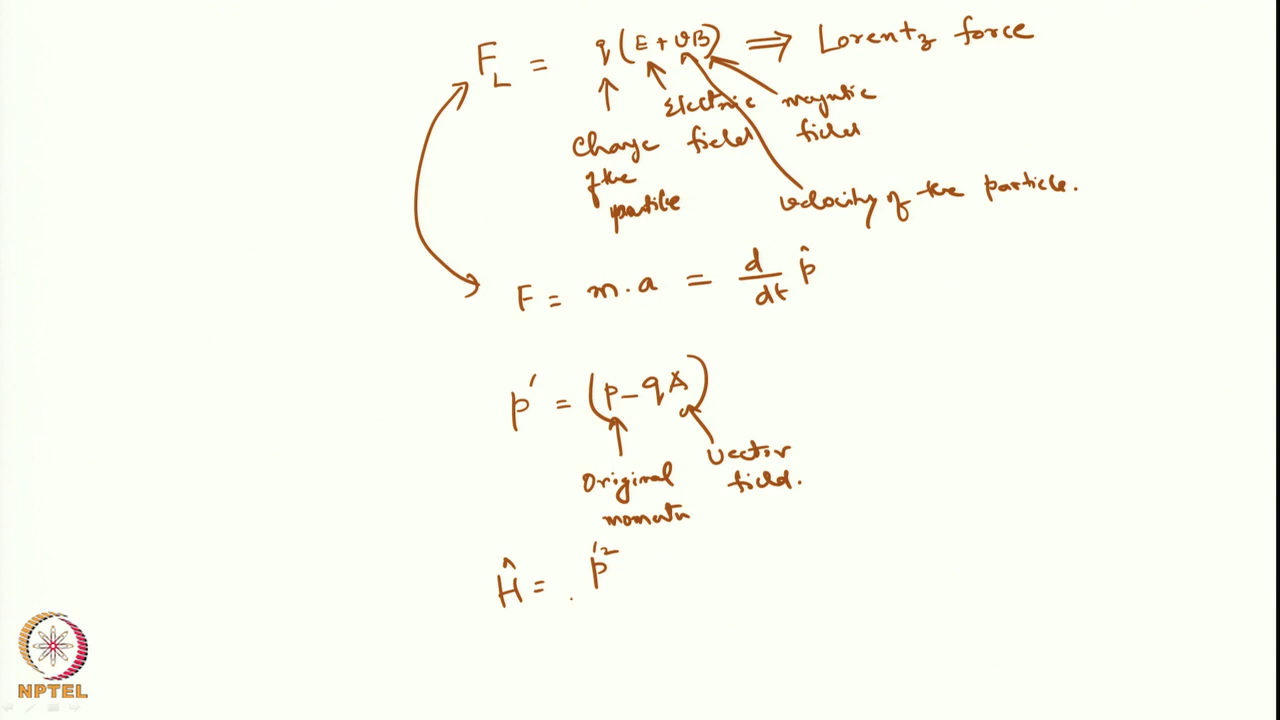 F_L = q(E + vB) ⇒ Lorentz force
Electric magnetic
Charge field field
of the
particle
velocity of the particle.
F = m.a = d/dt p̂
p' = (p - qA)
Original vector
momentu field.
Ĥ = p'²
NPTEL